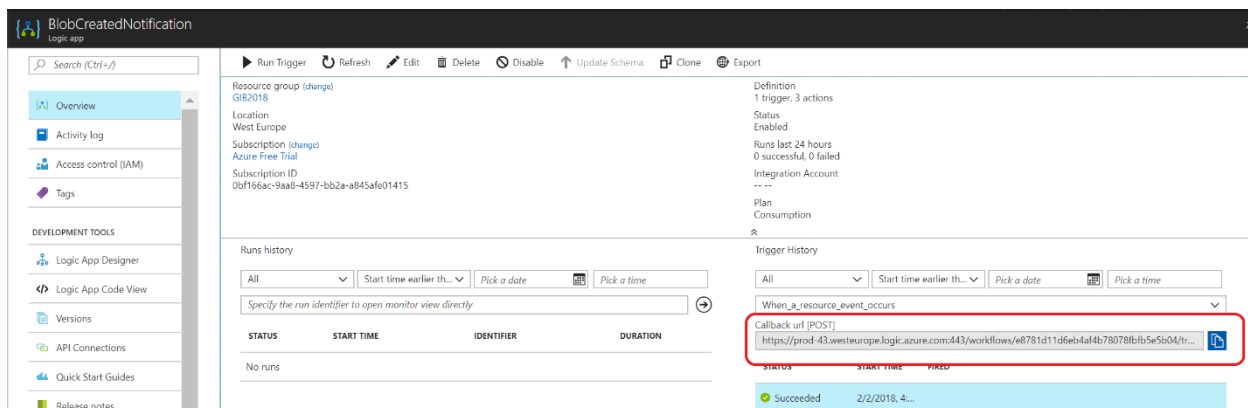 BlobCreatedNotification
Logic app
Search (Ctrl+/)
Overview
Activity log
Access control (IAM)
Tags
DEVELOPMENT TOOLS
Logic App Designer
Logic App Code View
Versions
API Connections
Quick Start Guides
Release notes
Run Trigger Refresh Edit Delete Disable Update Schema Clone Export
Resource group (change)
GIB2018
Location
West Europe
Subscription (change)
Azure Free Trial
Subscription ID
0bf166ac-9aa8-4597-bb2a-a845afe01415
Definition
1 trigger, 3 actions
Status
Enabled
Runs last 24 hours
0 successful, 0 failed
Integration Account
-- --
Plan
Consumption
Runs history
All Start time earlier th... Pick a date Pick a time
Specify the run identifier to open monitor view directly
STATUS START TIME IDENTIFIER DURATION
No runs
Trigger History
All Start time earlier th... Pick a date Pick a time
When_a_resource_event_occurs
Callback url [POST]
https://prod-43.westeurope.logic.azure.com:443/workflows/e8781d11d6eb4af4b78078fbfb5e5b04/tr...
STATUS START TIME FIRED
Succeeded 2/2/2018, 4:...